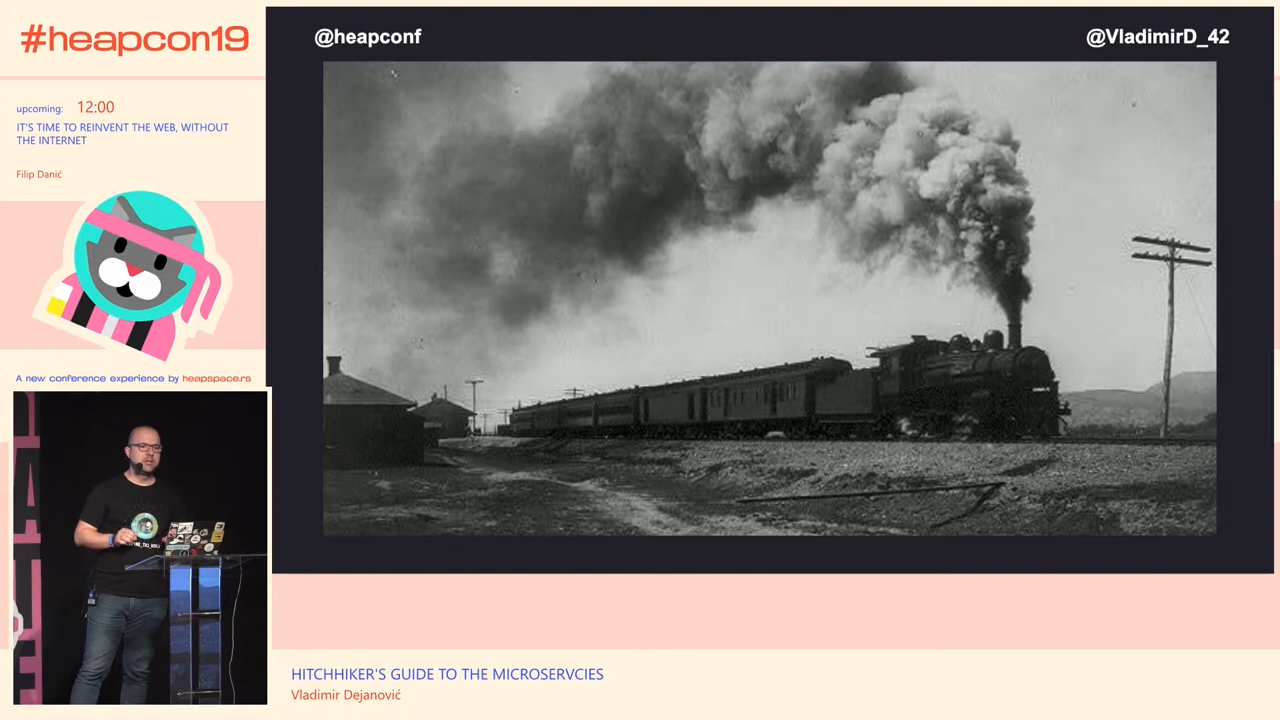 #heapcon19
upcoming: 12:00
IT'S TIME TO REINVENT THE WEB, WITHOUT
THE INTERNET
Filip Danić
A new conference experience by heapspace.rs
@heapconf
@VladimirD_42
HITCHHIKER'S GUIDE TO THE MICROSERVCIES
Vladimir Dejanović